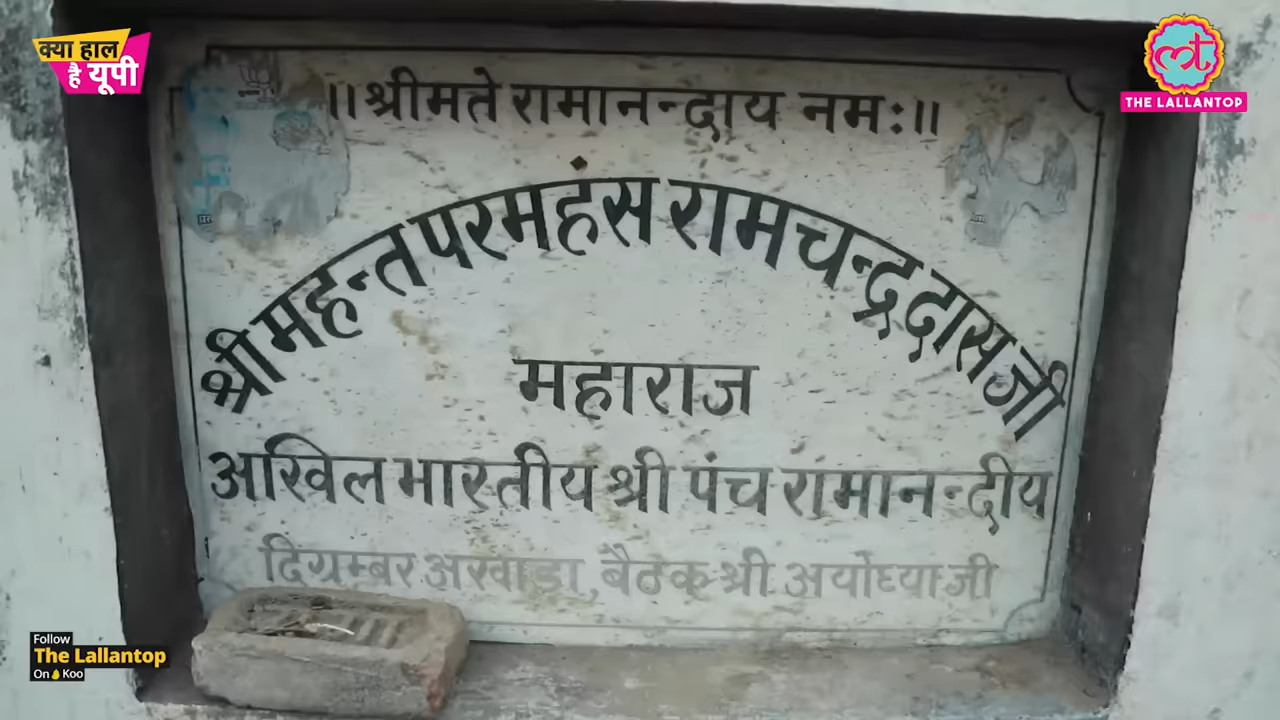 क्या हाल
है यूपी
THE LALLANTOP
।।श्रीमते रामानन्दाय नमः।।
श्री महन्त परमहंस रामचन्द्र दास जी
महाराज
अखिल भारतीय श्री पंच रामानन्दीय
दिगम्बर अखाडा, बैठक श्री अयोध्या जी
Follow
The Lallantop
On Koo